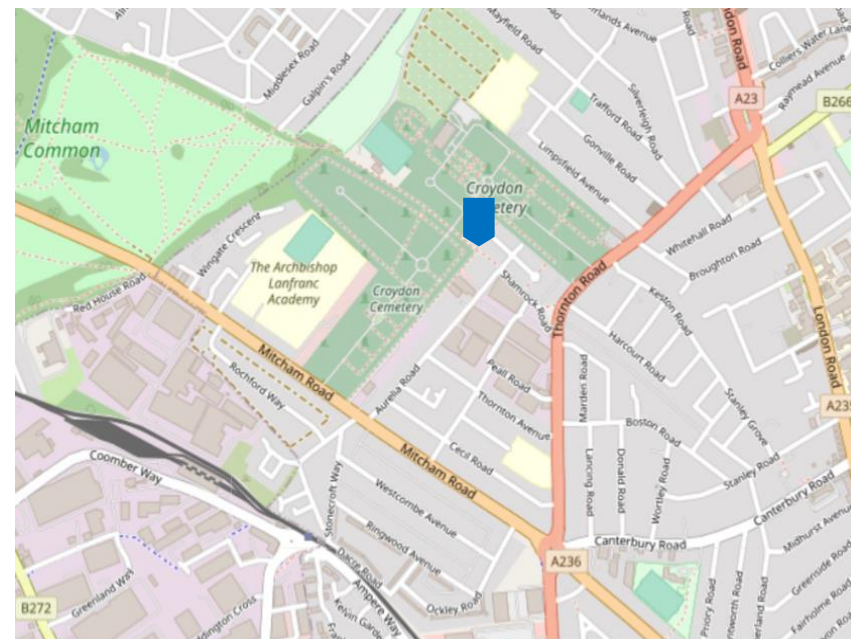 Middlesex Road
Galpin's Road
Mayfield Road
London Road
Colliers Water Lane
Raymead Avenue
A23
B266
Silverleigh Road
Trafford Road
Gonville Road
Limpsfield Avenue
Mitcham
Common
Croydon
Whitehall Road
Broughton Road
Wingate Crescent
Red House Road
The Archbishop
Lanfranc
Academy
Croydon
Cemetery
Shamrock Road
Thornton Road
Keston Road
Harcourt Road
London Road
Mitcham Road
Rochford Way
Aurelia Road
Peall Road
Thornton Avenue
Marden Road
Stanley Grove
A235
Boston Road
Cecil Road
Mitcham Road
Lancing Road
Donald Road
Wortley Road
Stanley Road
Coomber Way
Stonecroft Way
Westcombe Avenue
Canterbury Road
Canterbury Road
Ringwood Avenue
A236
Midhurst Avenue
Greenside Road
Dacre Road
Ampere Way
Ockley Road
Greenland Way
B272
Priory Road
Fairholme Road